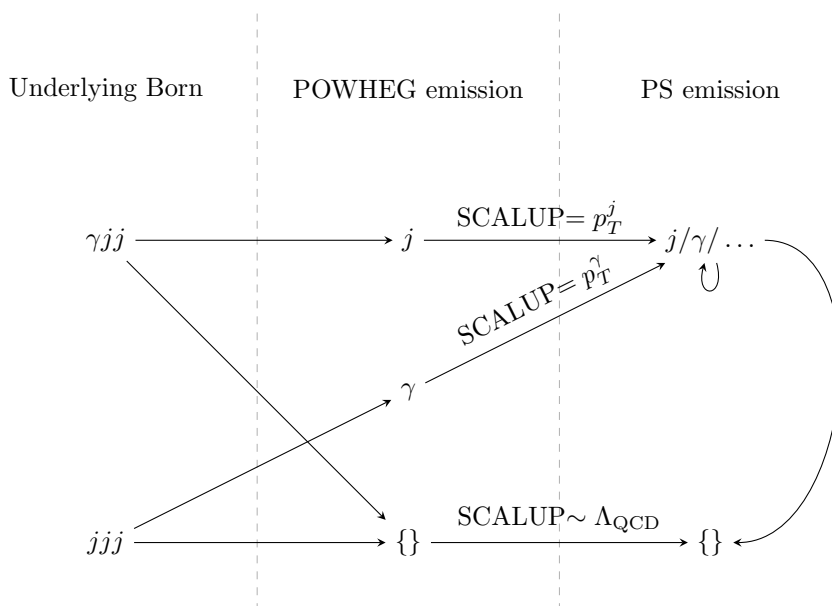 Underlying Born POWHEG emission PS emission
γjj j SCALUP= p_T^j j/γ/ . . .
SCALUP= p_T^γ
γ
jjj {} SCALUP∼ Λ_QCD {}